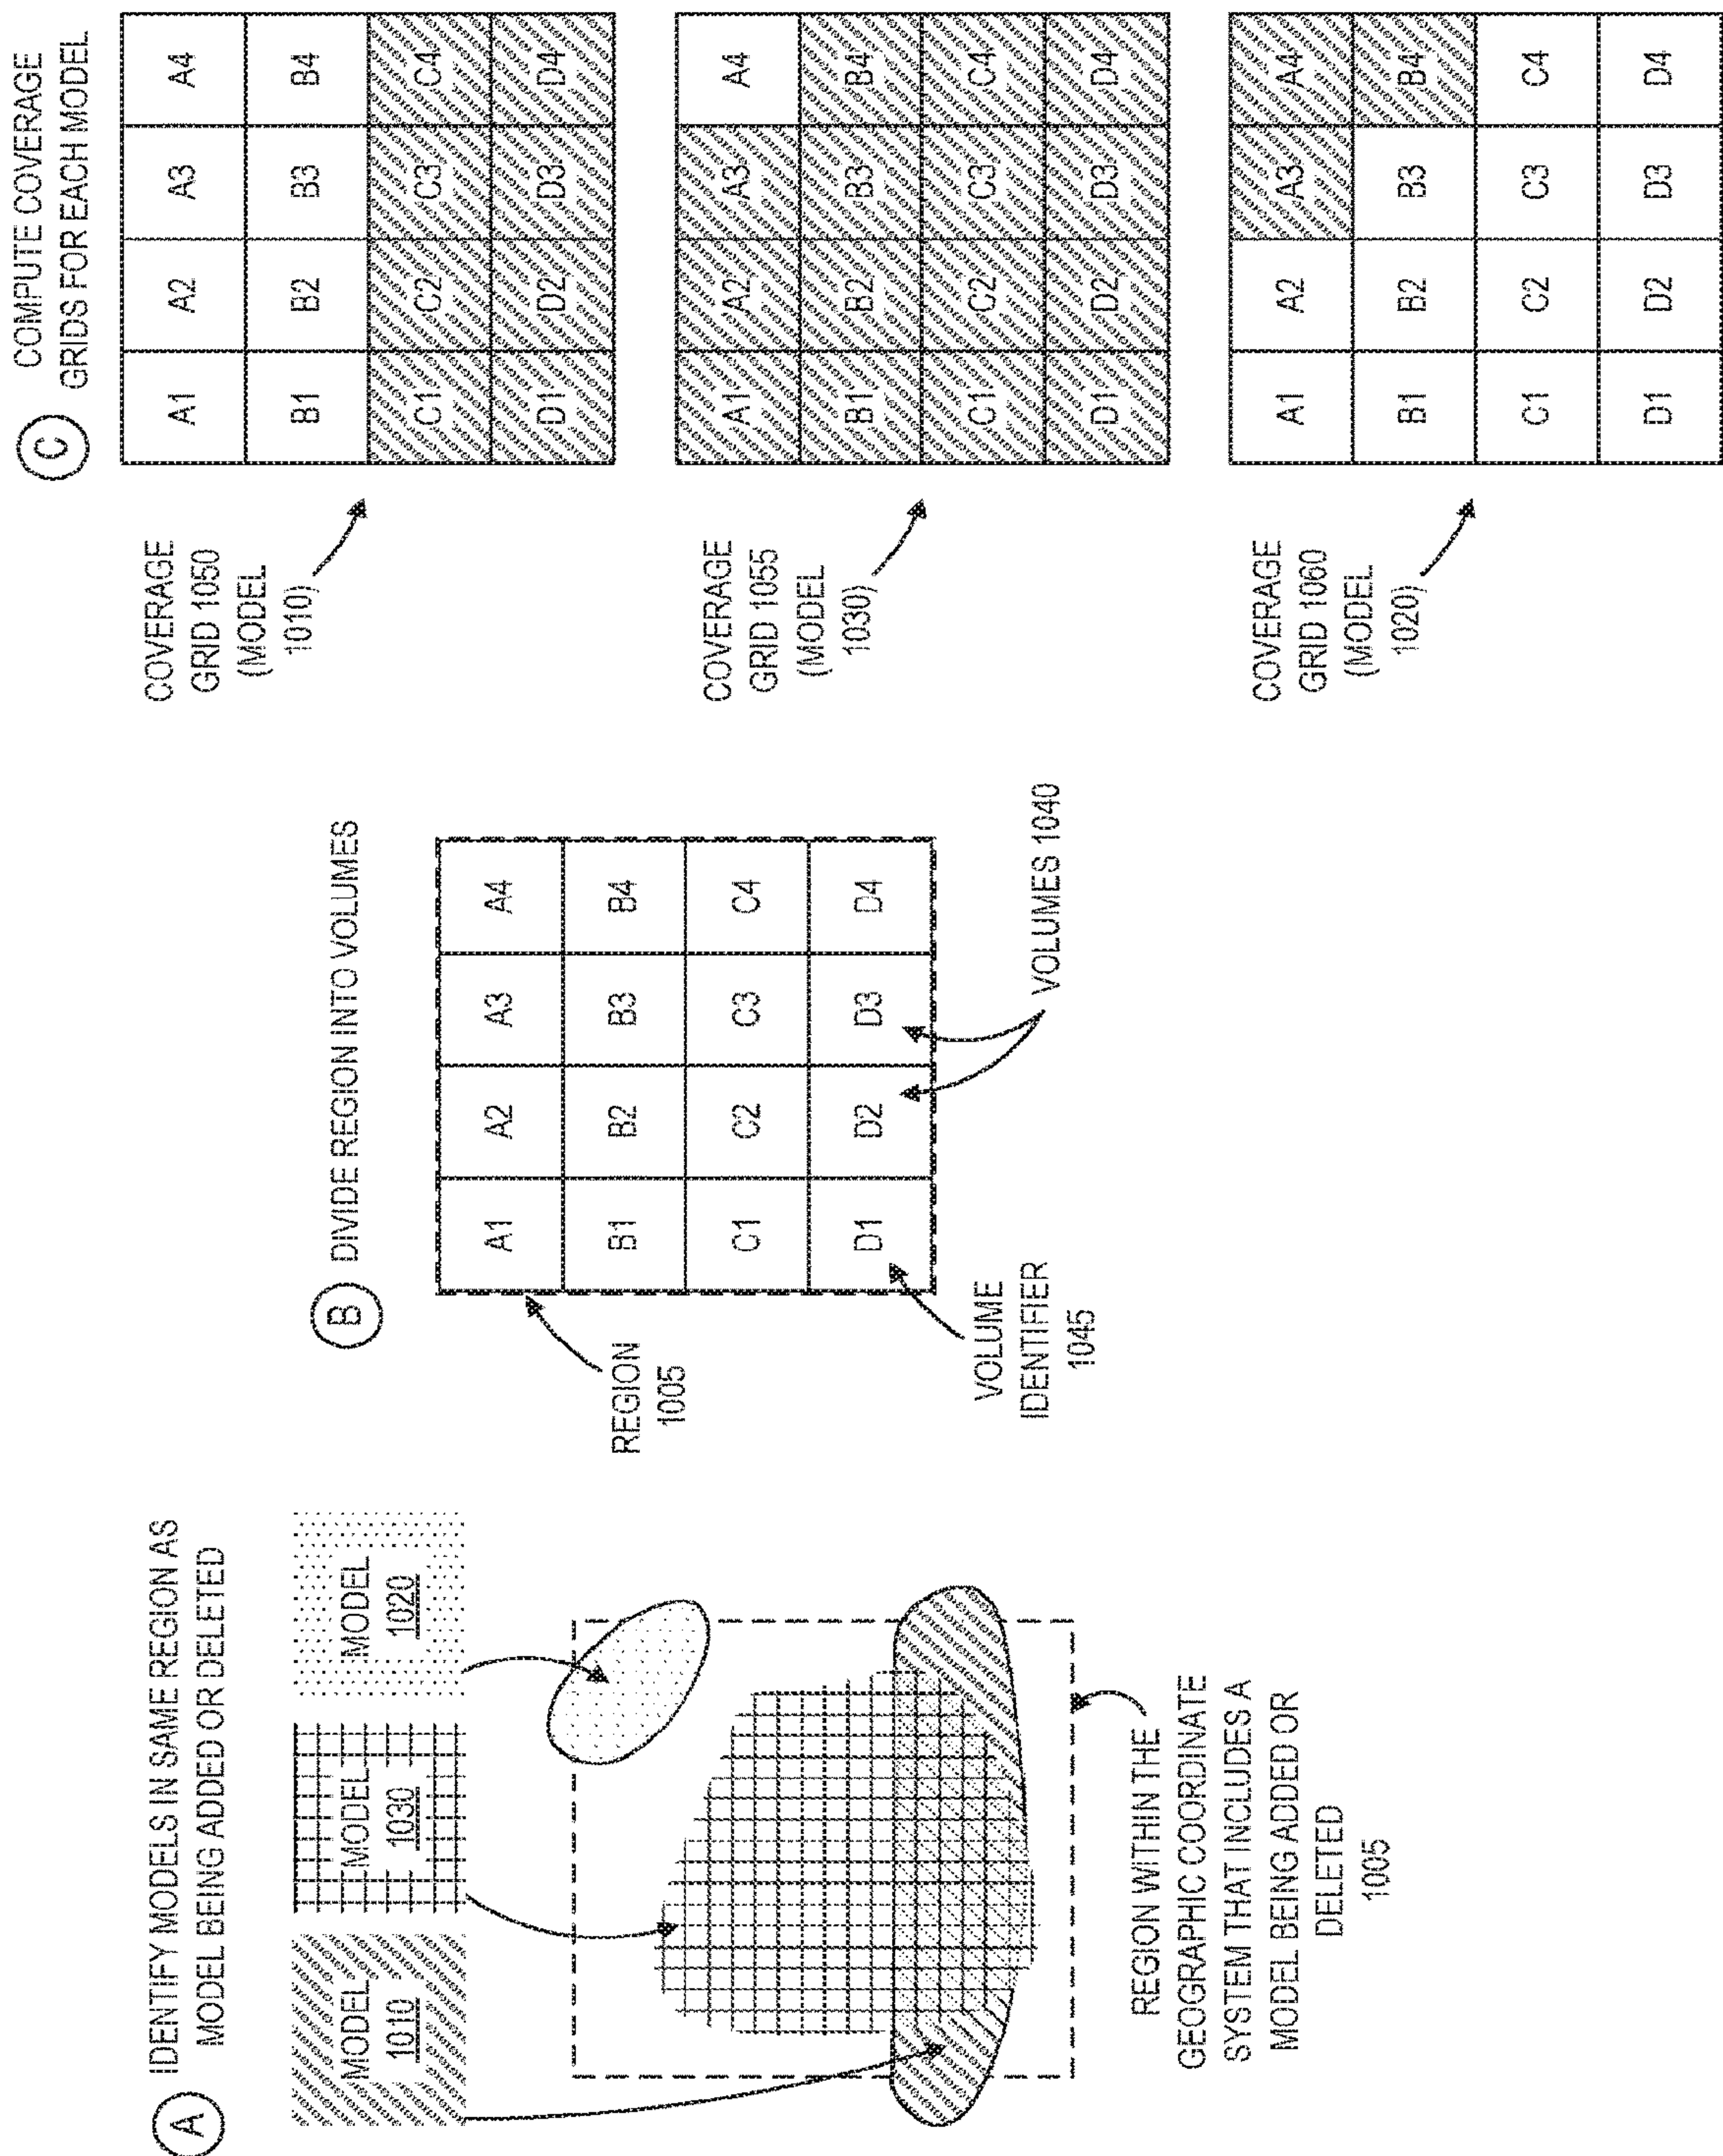 A
IDENTIFY MODELS IN SAME REGION AS
MODEL BEING ADDED OR DELETED
MODEL
1010
MODEL
1030
MODEL
1020
REGION WITHIN THE
GEOGRAPHIC COORDINATE
SYSTEM THAT INCLUDES A
MODEL BEING ADDED OR
DELETED
1005
B
DIVIDE REGION INTO VOLUMES
REGION
1005
A1 A2 A3 A4
B1 B2 B3 B4
C1 C2 C3 C4
D1 D2 D3 D4
VOLUME
IDENTIFIER
1045
VOLUMES 1040
C
COMPUTE COVERAGE
GRIDS FOR EACH MODEL
COVERAGE
GRID 1050
(MODEL
1010)
A1 A2 A3 A4
B1 B2 B3 B4
C1 C2 C3 C4
D1 D2 D3 D4
COVERAGE
GRID 1055
(MODEL
1030)
A1 A2 A3 A4
B1 B2 B3 B4
C1 C2 C3 C4
D1 D2 D3 D4
COVERAGE
GRID 1060
(MODEL
1020)
A1 A2 A3 A4
B1 B2 B3 B4
C1 C2 C3 C4
D1 D2 D3 D4